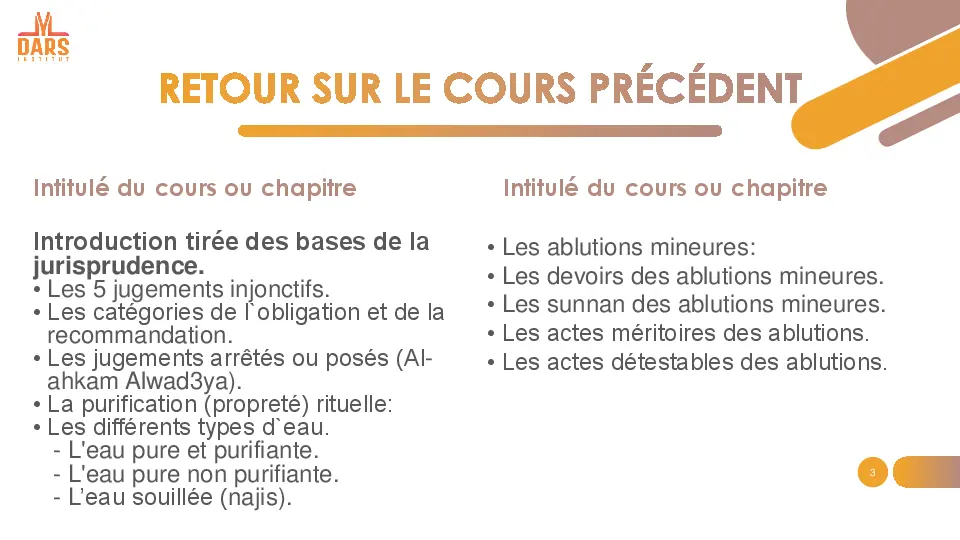 DARS
INSTITUT
RETOUR SUR LE COURS PRÉCÉDENT
Intitulé du cours ou chapitre
Introduction tirée des bases de la
jurisprudence.
• Les 5 jugements injonctifs.
• Les catégories de l`obligation et de la
recommandation.
• Les jugements arrêtés ou posés (Al-
ahkam Alwad3ya).
• La purification (propreté) rituelle:
• Les différents types d`eau.
- L'eau pure et purifiante.
- L'eau pure non purifiante.
- L’eau souillée (najis).
Intitulé du cours ou chapitre
• Les ablutions mineures:
• Les devoirs des ablutions mineures.
• Les sunnan des ablutions mineures.
• Les actes méritoires des ablutions.
• Les actes détestables des ablutions.
3